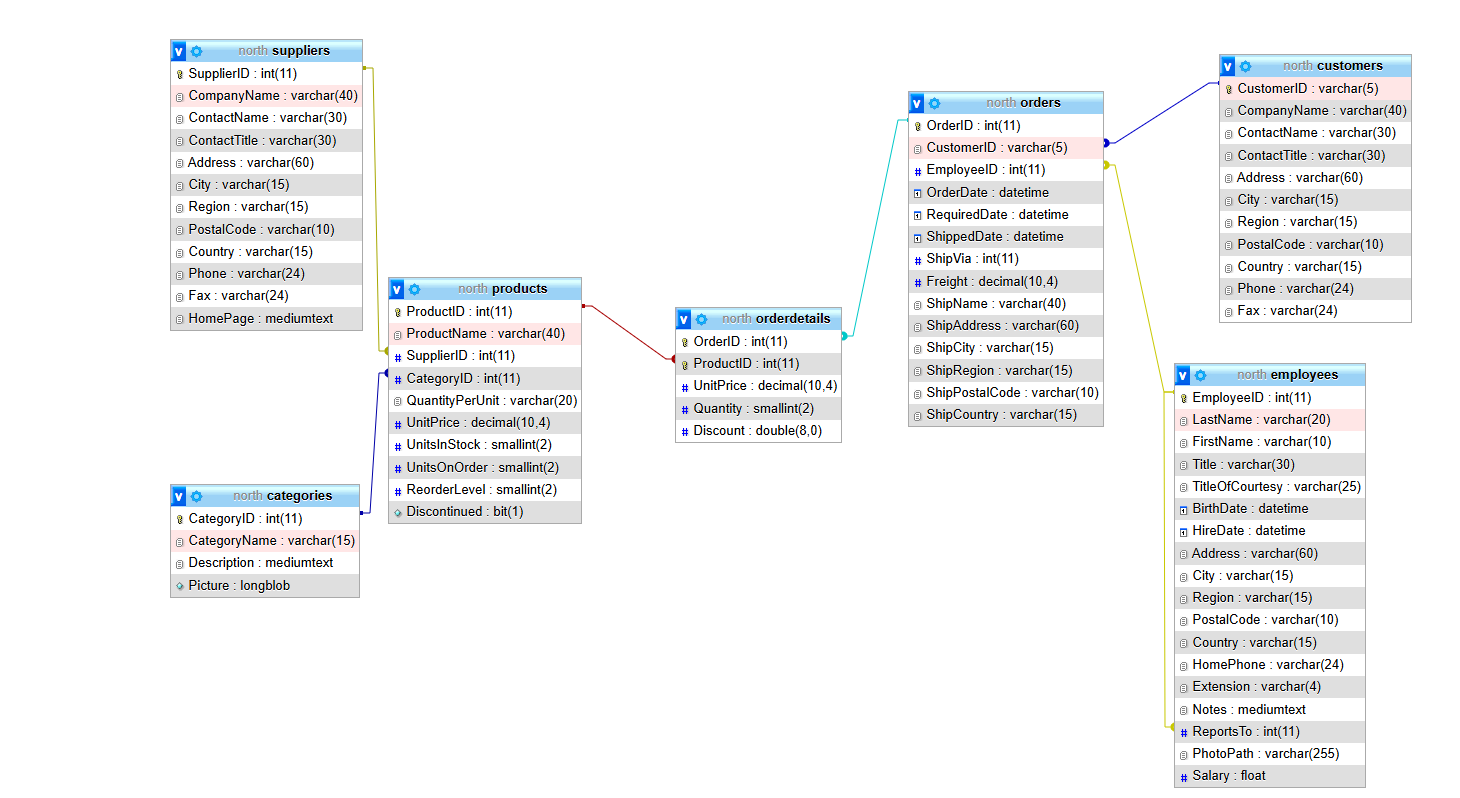 north suppliers
SupplierID : int(11)
CompanyName : varchar(40)
ContactName : varchar(30)
ContactTitle : varchar(30)
Address : varchar(60)
City : varchar(15)
Region : varchar(15)
PostalCode : varchar(10)
Country : varchar(15)
Phone : varchar(24)
Fax : varchar(24)
HomePage : mediumtext
north categories
CategoryID : int(11)
CategoryName : varchar(15)
Description : mediumtext
Picture : longblob
north products
ProductID : int(11)
ProductName : varchar(40)
SupplierID : int(11)
CategoryID : int(11)
QuantityPerUnit : varchar(20)
UnitPrice : decimal(10,4)
UnitsInStock : smallint(2)
UnitsOnOrder : smallint(2)
ReorderLevel : smallint(2)
Discontinued : bit(1)
north orderdetails
OrderID : int(11)
ProductID : int(11)
UnitPrice : decimal(10,4)
Quantity : smallint(2)
Discount : double(8,0)
north orders
OrderID : int(11)
CustomerID : varchar(5)
EmployeeID : int(11)
OrderDate : datetime
RequiredDate : datetime
ShippedDate : datetime
ShipVia : int(11)
Freight : decimal(10,4)
ShipName : varchar(40)
ShipAddress : varchar(60)
ShipCity : varchar(15)
ShipRegion : varchar(15)
ShipPostalCode : varchar(10)
ShipCountry : varchar(15)
north customers
CustomerID : varchar(5)
CompanyName : varchar(40)
ContactName : varchar(30)
ContactTitle : varchar(30)
Address : varchar(60)
City : varchar(15)
Region : varchar(15)
PostalCode : varchar(10)
Country : varchar(15)
Phone : varchar(24)
Fax : varchar(24)
north employees
EmployeeID : int(11)
LastName : varchar(20)
FirstName : varchar(10)
Title : varchar(30)
TitleOfCourtesy : varchar(25)
BirthDate : datetime
HireDate : datetime
Address : varchar(60)
City : varchar(15)
Region : varchar(15)
PostalCode : varchar(10)
Country : varchar(15)
HomePhone : varchar(24)
Extension : varchar(4)
Notes : mediumtext
ReportsTo : int(11)
PhotoPath : varchar(255)
Salary : float